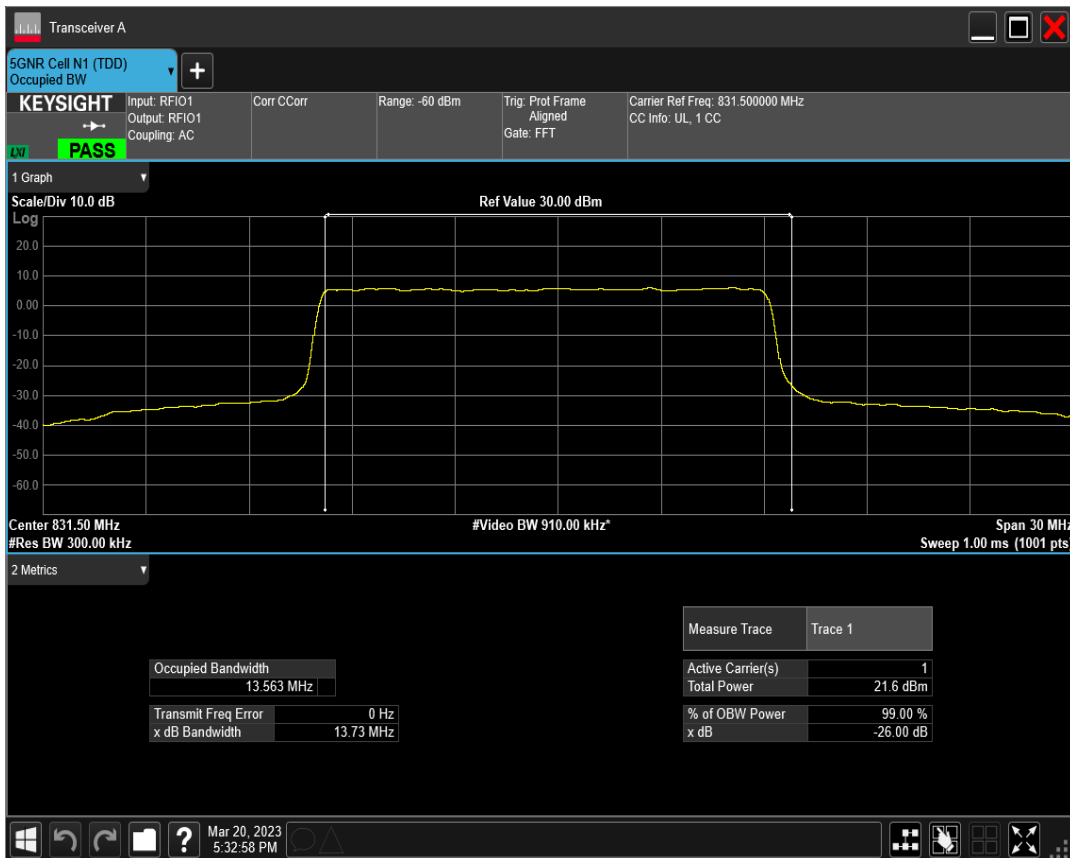 Transceiver A
5GNR Cell N1 (TDD)
Occupied BW
KEYSIGHT
LXI
PASS
Input: RFIO1
Output: RFIO1
Coupling: AC
Corr CCorr
Range: -60 dBm
Trig: Prot Frame
Aligned
Gate: FFT
Carrier Ref Freq: 831.500000 MHz
CC Info: UL, 1 CC
1 Graph
Scale/Div 10.0 dB
Ref Value 30.00 dBm
Log
20.0
10.0
0.00
-10.0
-20.0
-30.0
-40.0
-50.0
-60.0
Center 831.50 MHz
#Video BW 910.00 kHz*
Span 30 MHz
#Res BW 300.00 kHz
Sweep 1.00 ms (1001 pts)
2 Metrics
Measure Trace Trace 1
Occupied Bandwidth
13.563 MHz
Active Carrier(s) 1
Total Power 21.6 dBm
Transmit Freq Error 0 Hz
x dB Bandwidth 13.73 MHz
% of OBW Power 99.00 %
x dB -26.00 dB
?
Mar 20, 2023
5:32:58 PM